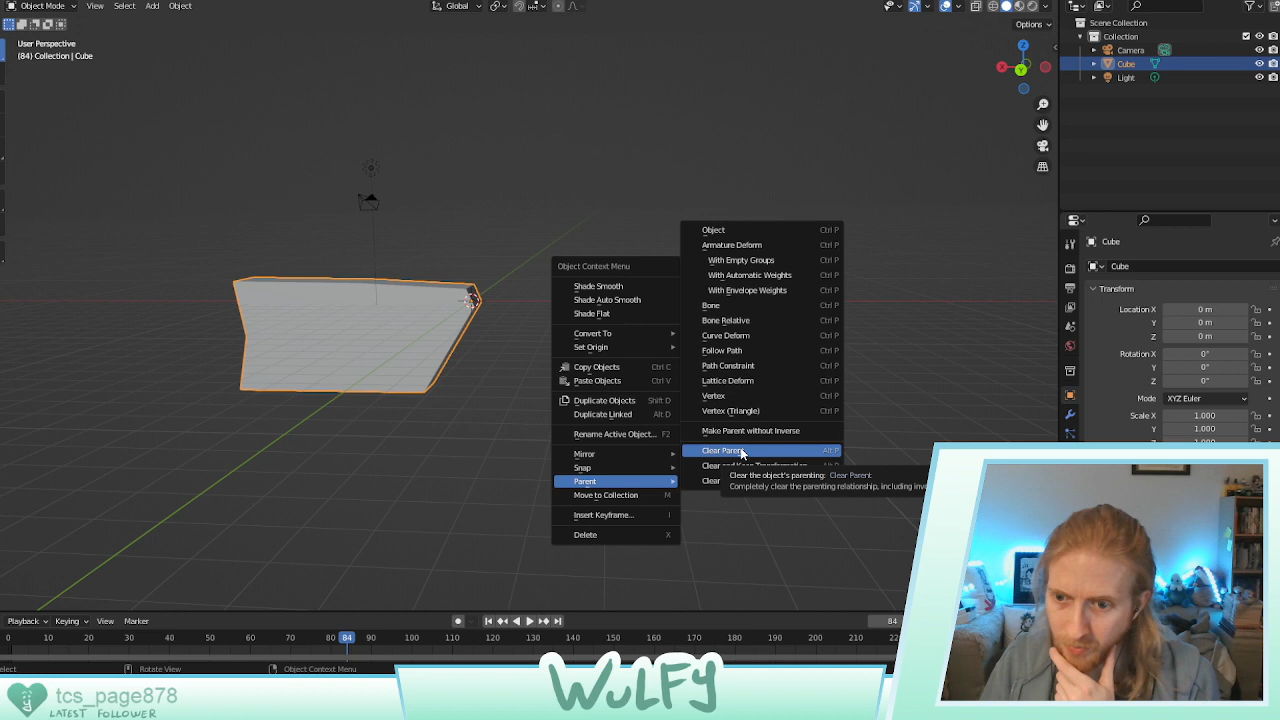 Object Mode
View
Select
Add
Object
Global
Options
User Perspective
(84) Collection | Cube
X
Y
Z
Scene Collection
Collection
Camera
Cube
Light
Cube
Cube
Transform
Location X
0 m
Y
0 m
Z
0 m
Rotation X
0°
Y
0°
Z
0°
Mode
XYZ Euler
Scale X
1.000
Y
1.000
Object Context Menu
Shade Smooth
Shade Auto Smooth
Shade Flat
Convert To
Set Origin
Copy Objects Ctrl C
Paste Objects Ctrl V
Duplicate Objects Shift D
Duplicate Linked Alt D
Rename Active Object... F2
Mirror
Snap
Parent
Move to Collection M
Insert Keyframe... I
Delete X
Object Ctrl P
Armature Deform Ctrl P
With Empty Groups Ctrl P
With Automatic Weights Ctrl P
With Envelope Weights Ctrl P
Bone Ctrl P
Bone Relative Ctrl P
Curve Deform Ctrl P
Follow Path Ctrl P
Path Constraint Ctrl P
Lattice Deform Ctrl P
Vertex Ctrl P
Vertex (Triangle) Ctrl P
Make Parent without Inverse
Clear Parent Alt P
Clear
Clear the object's parenting: Clear Parent
Completely clear the parenting relationship, including
Playback
Keying
View
Marker
84
0 10 20 30 40 50 60 70 80 84 90 100 110 120 130 140 150 160 170 180 190 200 210
Rotate View
Object Context Menu
tcs_page878
LATEST FOLLOWER
WULFY